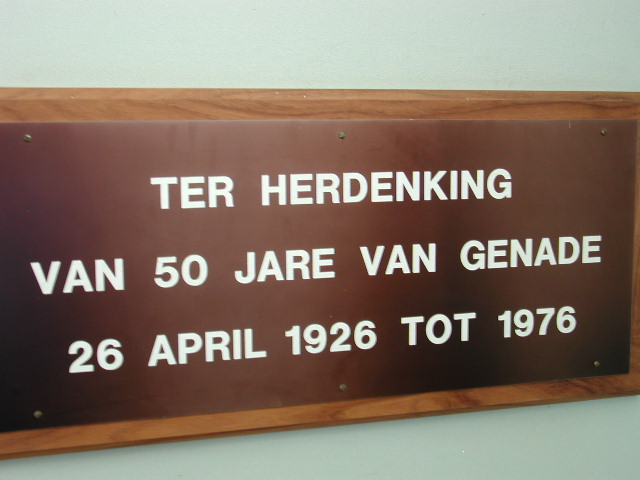 TER HERDENKING
VAN 50 JARE VAN GENADE
26 APRIL 1926 TOT 1976